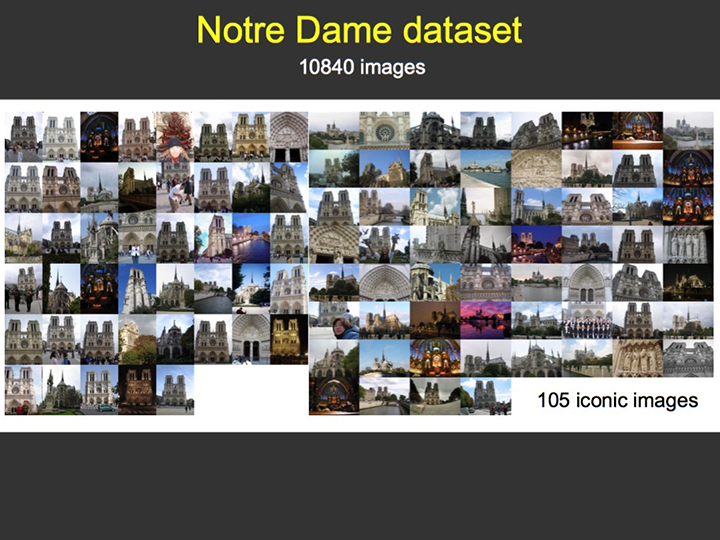 Notre Dame dataset
10840 images
105 iconic images